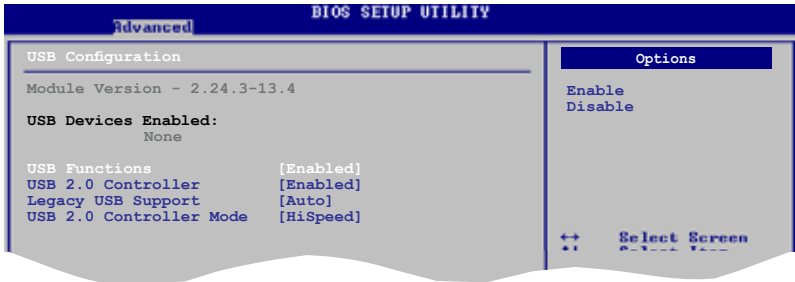 BIOS SETUP UTILITY
Advanced
USB Configuration
Module Version - 2.24.3-13.4
USB Devices Enabled:
None
USB Functions [Enabled]
USB 2.0 Controller [Enabled]
Legacy USB Support [Auto]
USB 2.0 Controller Mode [HiSpeed]
Options
Enable
Disable
↔ Select Screen